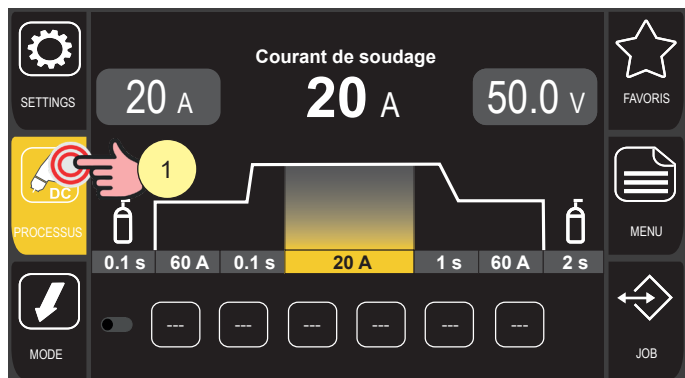 SETTINGS
PROCESSUS
DC
MODE
Courant de soudage
20 A
20 A
50.0 V
1
0.1 s 60 A 0.1 s 20 A 1 s 60 A 2 s
--- --- --- --- --- ---
FAVORIS
MENU
JOB